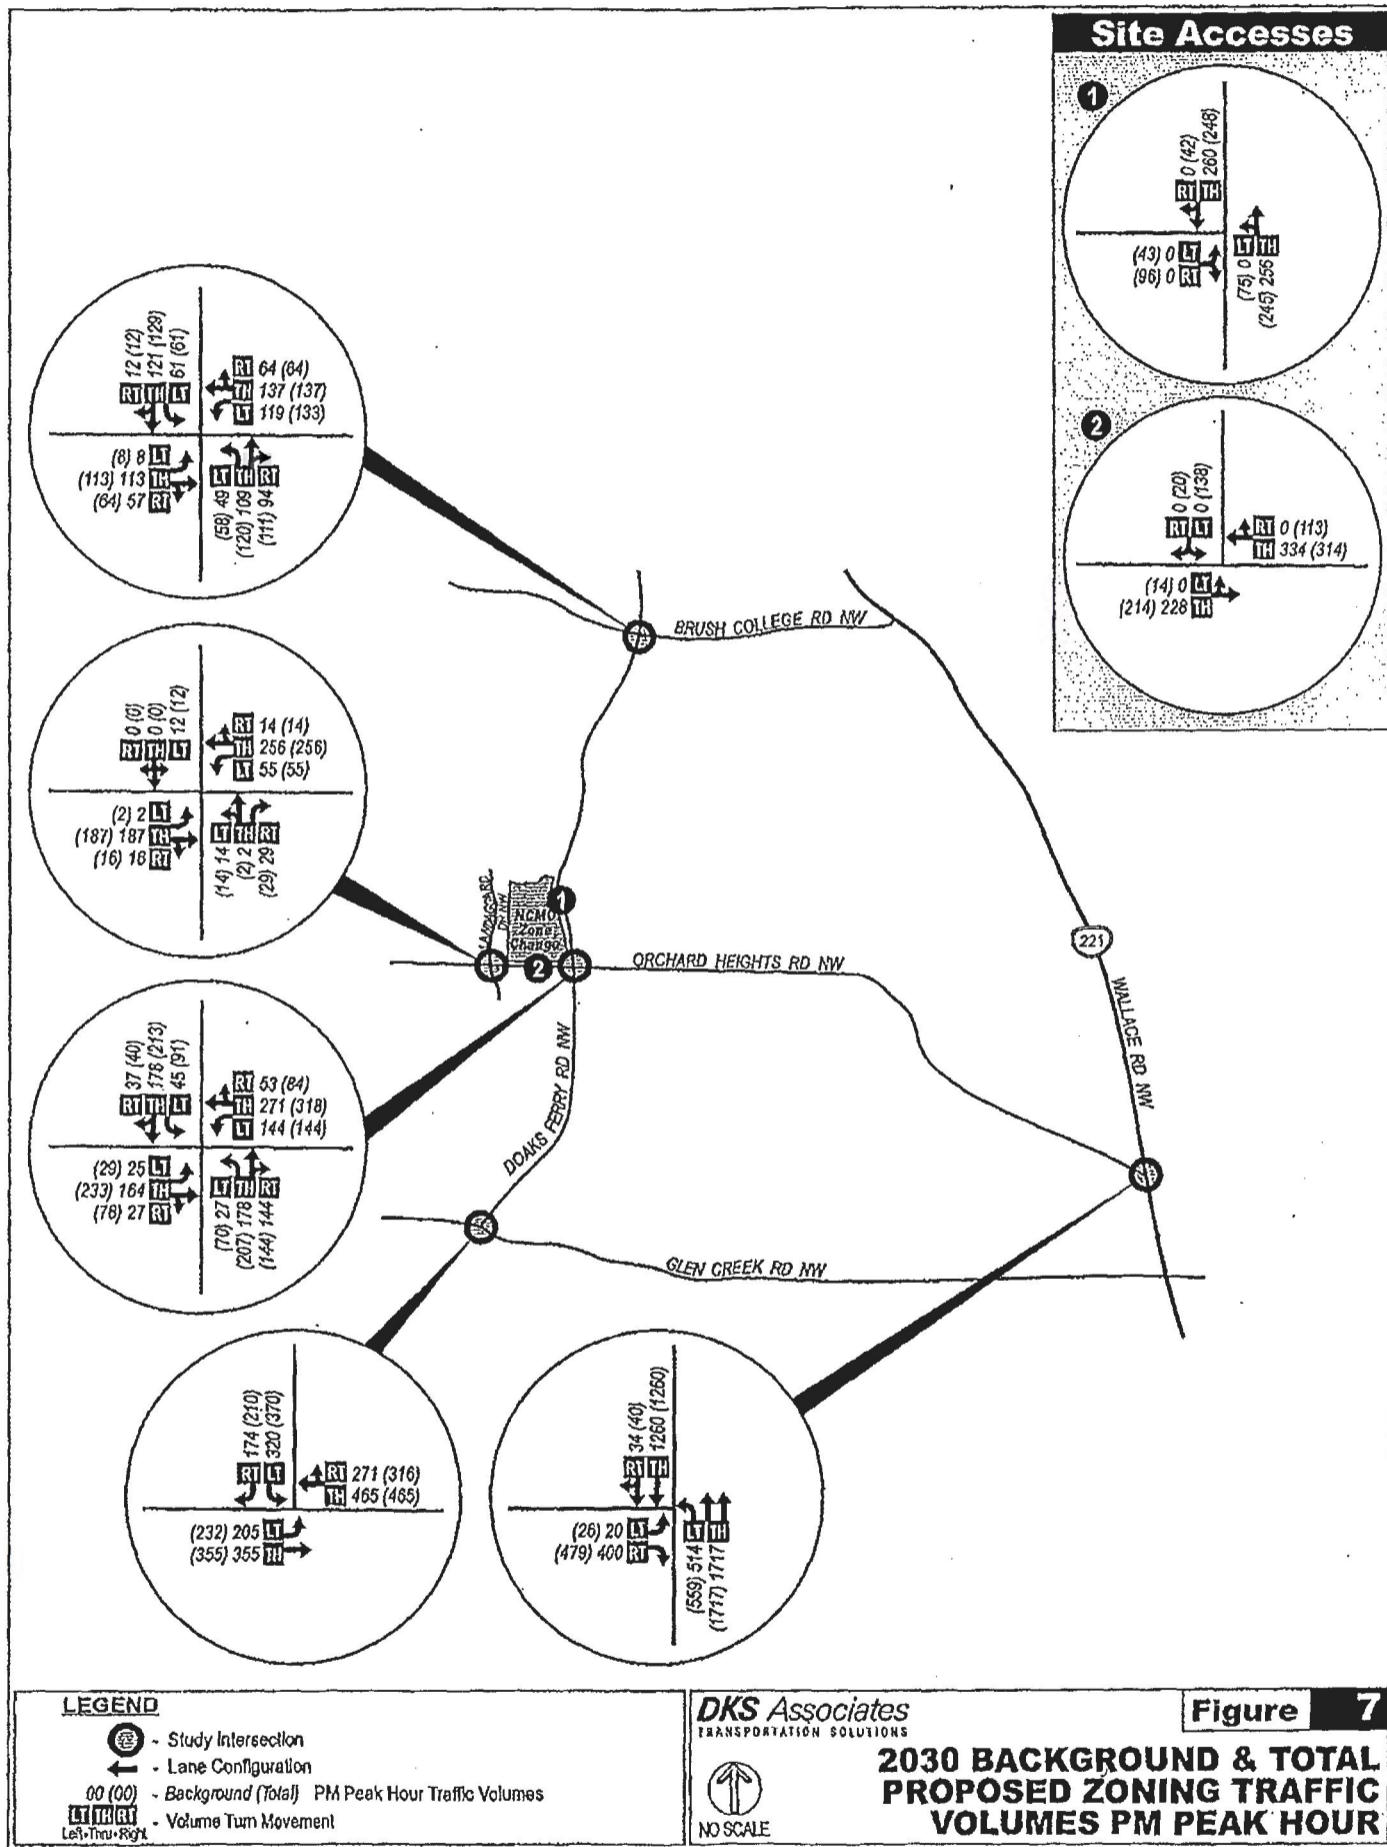 Site Accesses
1
0 (42)
260 (248)
RT TH
(43) 0 LT
(96) 0 RT
LT TH
(75) 0
(245) 255
2
0 (20)
0 (138)
RT LT
RT 0 (113)
TH 334 (314)
(14) 0 LT
(214) 228 TH
12 (12)
121 (129)
61 (61)
RT TH LT
RT 64 (64)
TH 137 (137)
LT 119 (133)
(8) 8 LT
(113) 113 TH
(64) 57 RT
LT TH RT
(58) 49
(120) 109
(111) 94
0 (0)
0 (0)
12 (12)
RT TH LT
RT 14 (14)
TH 256 (256)
LT 55 (55)
(2) 2 LT
(187) 187 TH
(16) 16 RT
LT TH RT
(14) 14
(2) 2
(29) 29
37 (40)
178 (213)
45 (91)
RT TH LT
RT 53 (84)
TH 271 (318)
LT 144 (144)
(29) 25 LT
(233) 164 TH
(78) 27 RT
LT TH RT
(70) 27
(207) 178
(144) 144
174 (210)
320 (370)
RT LT
RT 271 (316)
TH 465 (465)
(232) 205 LT
(355) 355 TH
34 (40)
1260 (1260)
RT TH
(26) 20 LT
(479) 400 RT
LT TH
(559) 514
(1717) 1717
BRUSH COLLEGE RD NW
DR NW
NCMU
Zone
Change
1
2
ORCHARD HEIGHTS RD NW
221
WALLACE RD NW
DOAKS FERRY RD NW
GLEN CREEK RD NW
LEGEND
- Study Intersection
- Lane Configuration
00 (00) - Background (Total) PM Peak Hour Traffic Volumes
LT TH RT - Volume Turn Movement
Left•Thru•Right
DKS Associates
TRANSPORTATION SOLUTIONS
NO SCALE
Figure 7
2030 BACKGROUND & TOTAL
PROPOSED ZONING TRAFFIC
VOLUMES PM PEAK HOUR